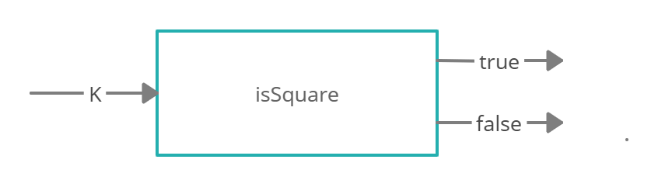 K
isSquare
true
false
.